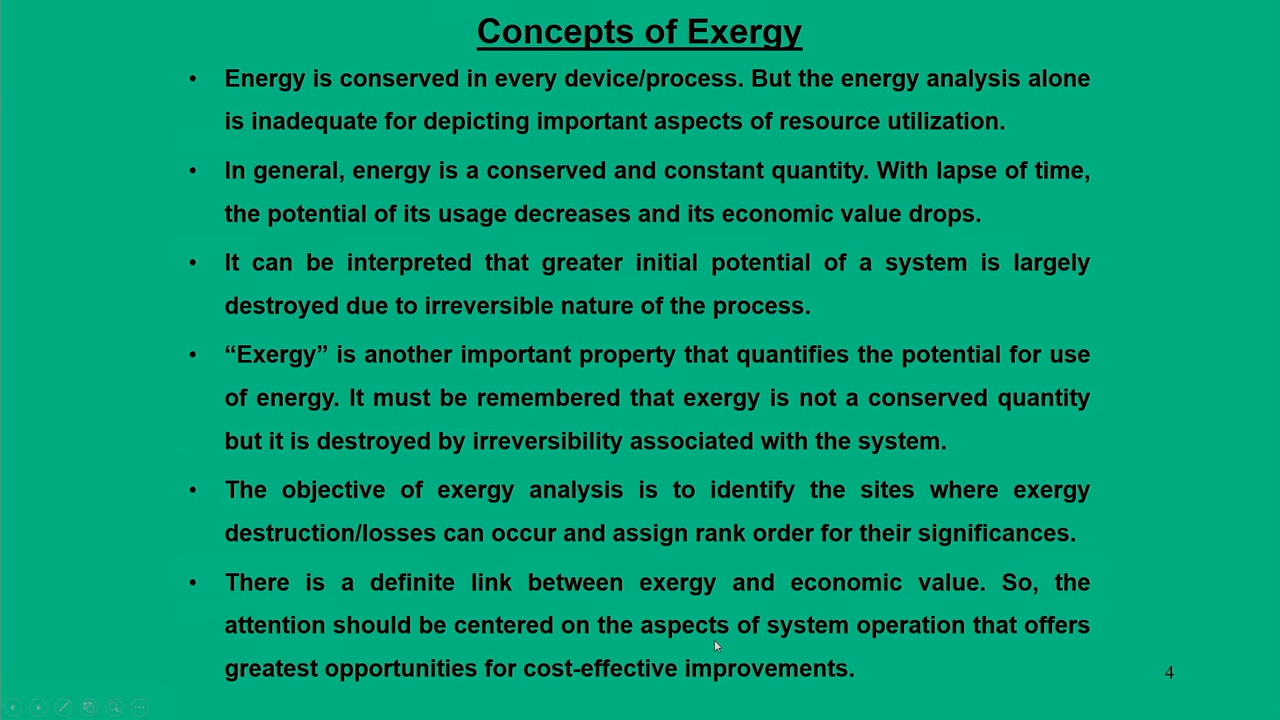 Concepts of Exergy
• Energy is conserved in every device/process. But the energy analysis alone
is inadequate for depicting important aspects of resource utilization.
• In general, energy is a conserved and constant quantity. With lapse of time,
the potential of its usage decreases and its economic value drops.
• It can be interpreted that greater initial potential of a system is largely
destroyed due to irreversible nature of the process.
• “Exergy” is another important property that quantifies the potential for use
of energy. It must be remembered that exergy is not a conserved quantity
but it is destroyed by irreversibility associated with the system.
• The objective of exergy analysis is to identify the sites where exergy
destruction/losses can occur and assign rank order for their significances.
• There is a definite link between exergy and economic value. So, the
attention should be centered on the aspects of system operation that offers
greatest opportunities for cost-effective improvements.
4